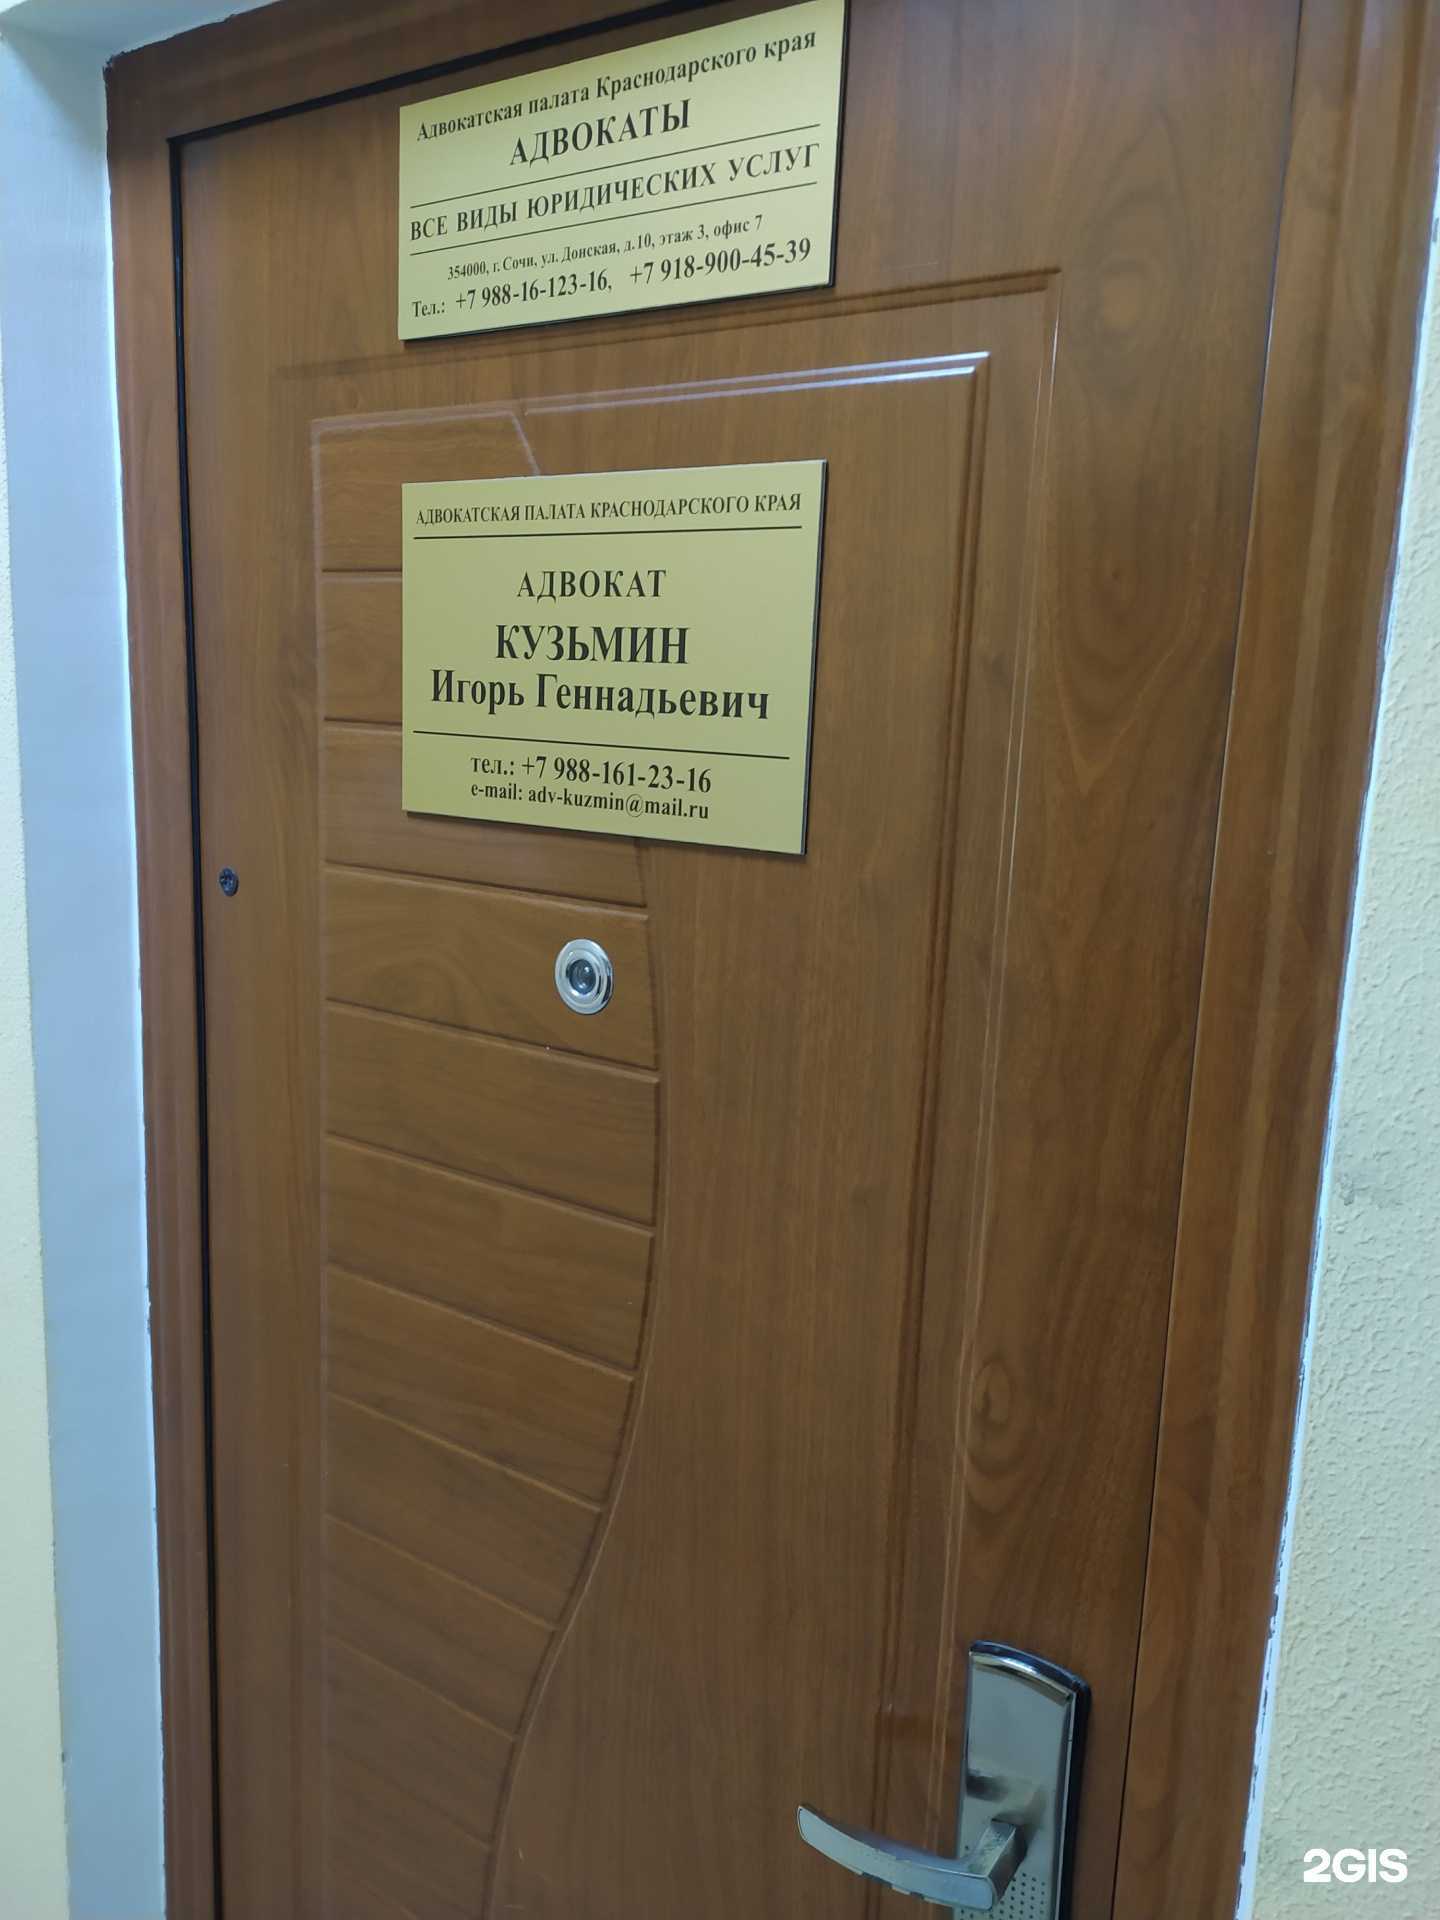 Адвокатская палата Краснодарского края
АДВОКАТЫ
ВСЕ ВИДЫ ЮРИДИЧЕСКИХ УСЛУГ
354000, г. Сочи, ул. Донская, д.10, этаж 3, офис 7
Тел.: +7 988-16-123-16, +7 918-900-45-39
АДВОКАТСКАЯ ПАЛАТА КРАСНОДАРСКОГО КРАЯ
АДВОКАТ
КУЗЬМИН
Игорь Геннадьевич
тел.: +7 988-161-23-16
e-mail: adv-kuzmin@mail.ru
2GIS